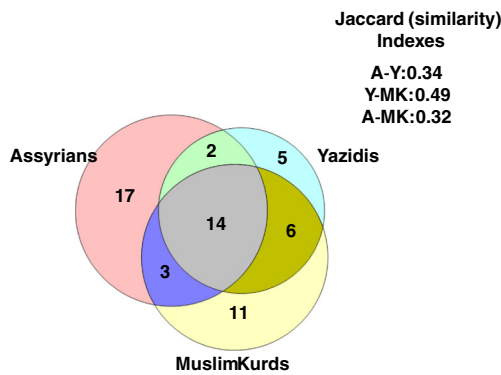 Jaccard (similarity)
Indexes
A-Y:0.34
Y-MK:0.49
A-MK:0.32
Assyrians
2
5
Yazidis
17
14
6
3
11
MuslimKurds